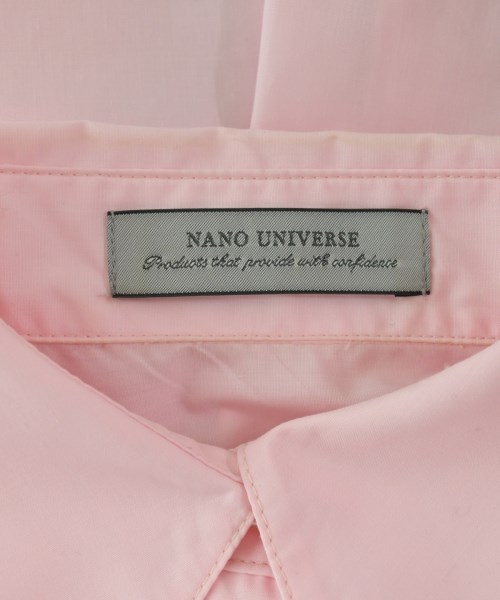 NANO UNIVERSE
Products that provide with confidence